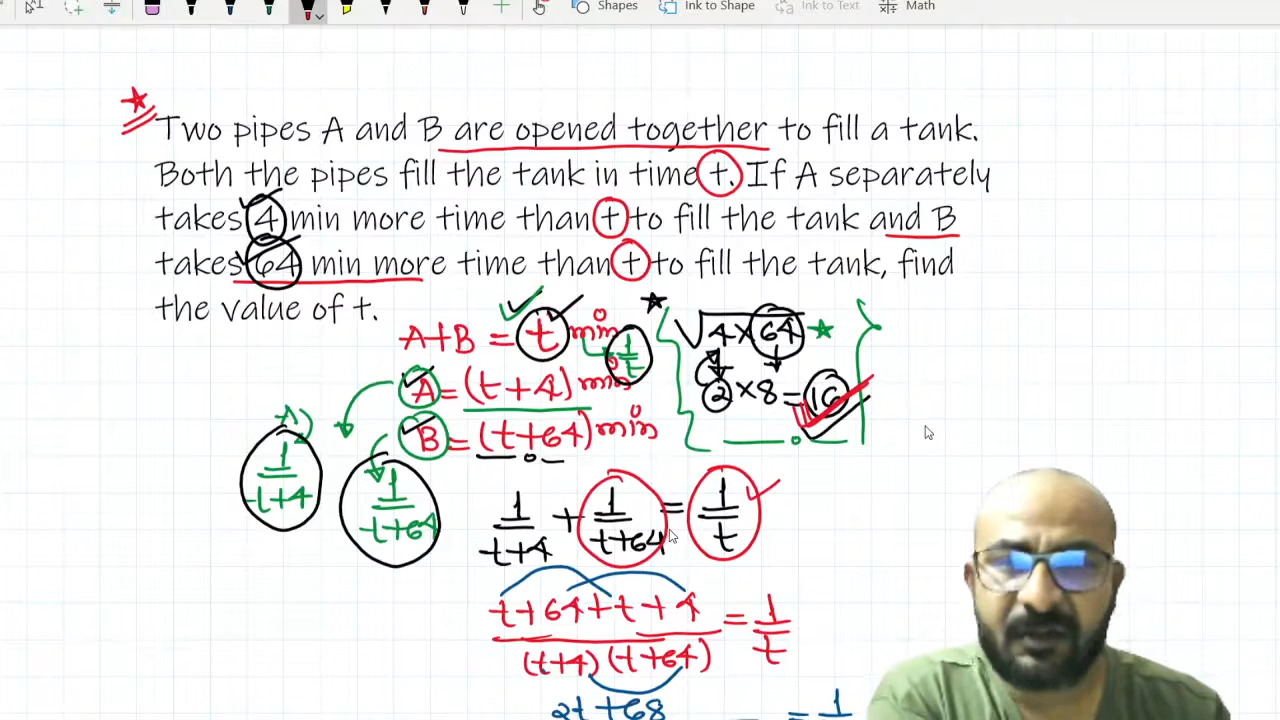 Shapes Ink to Shape Ink to Text Math
Two pipes A and B are opened together to fill a tank.
Both the pipes fill the tank in time t. If A separately
takes 4 min more time than t to fill the tank and B
takes 64 min more time than t to fill the tank, find
the value of t.
A+B = t min
1/t
√4×64
A = (t+4) min
2×8 = 16
B = (t+64) min
A)
1/t+4
1/t+64
1/t+4 + 1/t+64 = 1/t
t+64+t+4/(t+4)(t+64) = 1/t
2t+68
= 1